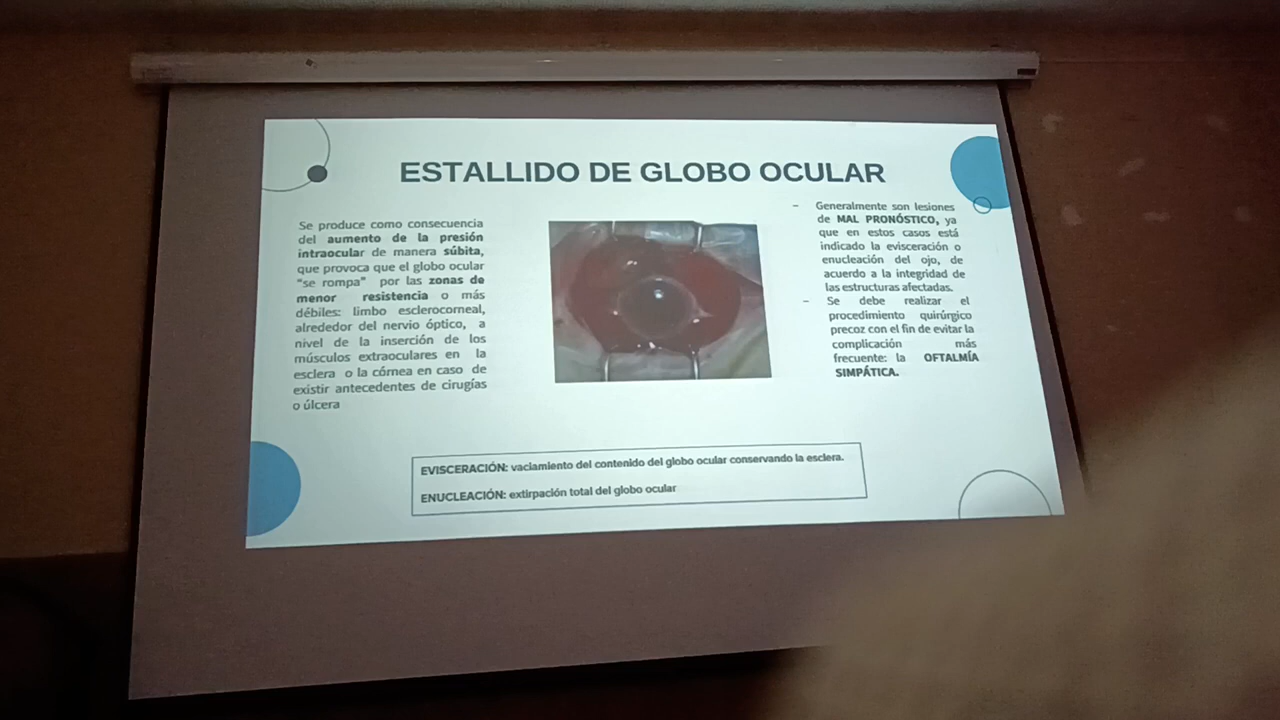 ESTALLIDO DE GLOBO OCULAR
Se produce como consecuencia
del aumento de la presión
intraocular de manera súbita,
que provoca que el globo ocular
"se rompa" por las zonas de
menor resistencia o más
débiles: limbo esclerocorneal,
alrededor del nervio óptico, a
nivel de la inserción de los
músculos extraoculares en la
esclera o la córnea en caso de
existir antecedentes de cirugías
o úlcera
- Generalmente son lesiones
de MAL PRONÓSTICO, ya
que en estos casos está
indicado la evisceración o
enucleación del ojo, de
acuerdo a la integridad de
las estructuras afectadas.
- Se debe realizar el
procedimiento quirúrgico
precoz con el fin de evitar la
complicación más
frecuente: la OFTALMÍA
SIMPÁTICA.
EVISCERACIÓN: vaciamiento del contenido del globo ocular conservando la esclera.
ENUCLEACIÓN: extirpación total del globo ocular